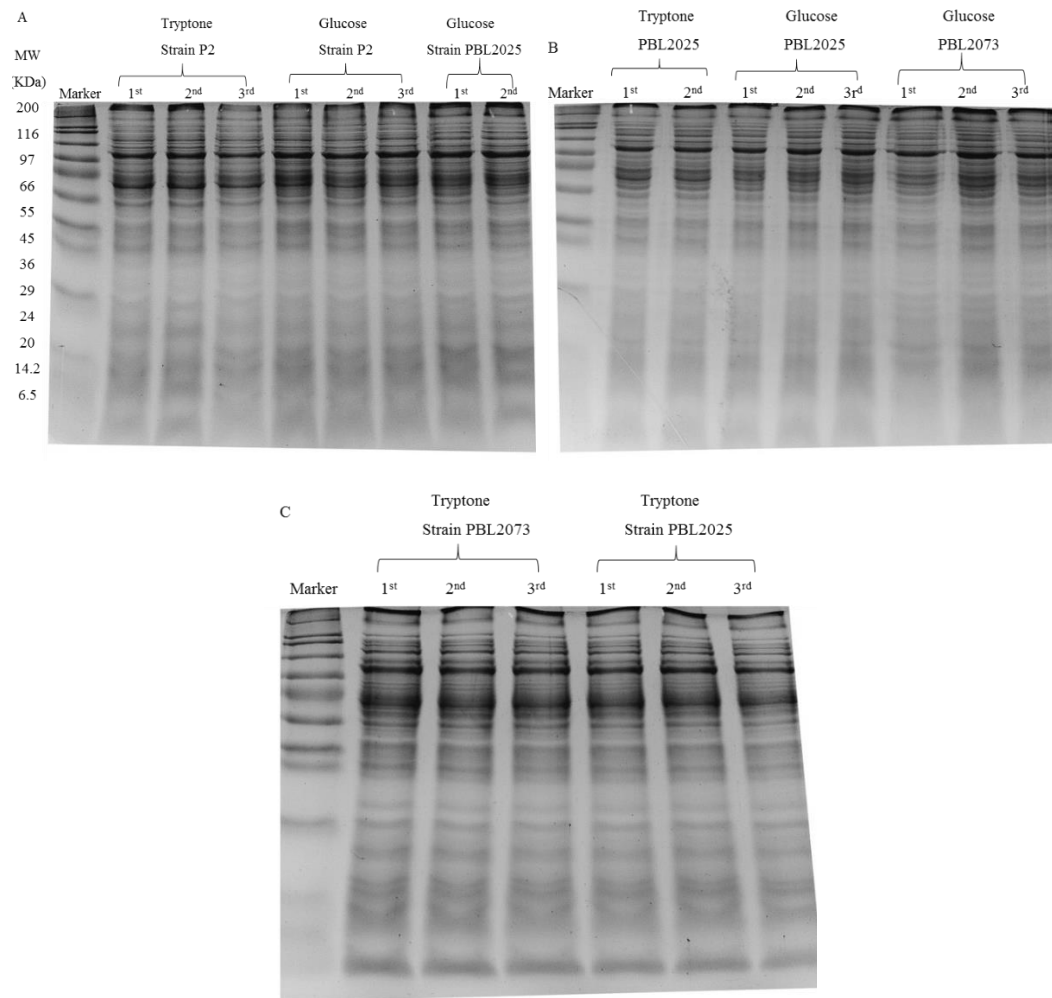 A
Tryptone
Strain P2
Glucose
Strain P2
Glucose
Strain PBL2025
MW
(KDa)
Marker
1st 2nd 3rd 1st 2nd 3rd 1st 2nd
200
116
97
66
55
45
36
29
24
20
14.2
6.5
B
Tryptone
PBL2025
Glucose
PBL2025
Glucose
PBL2073
Marker 1st 2nd 1st 2nd 3rd 1st 2nd 3rd
C
Tryptone
Strain PBL2073
Tryptone
Strain PBL2025
Marker 1st 2nd 3rd 1st 2nd 3rd